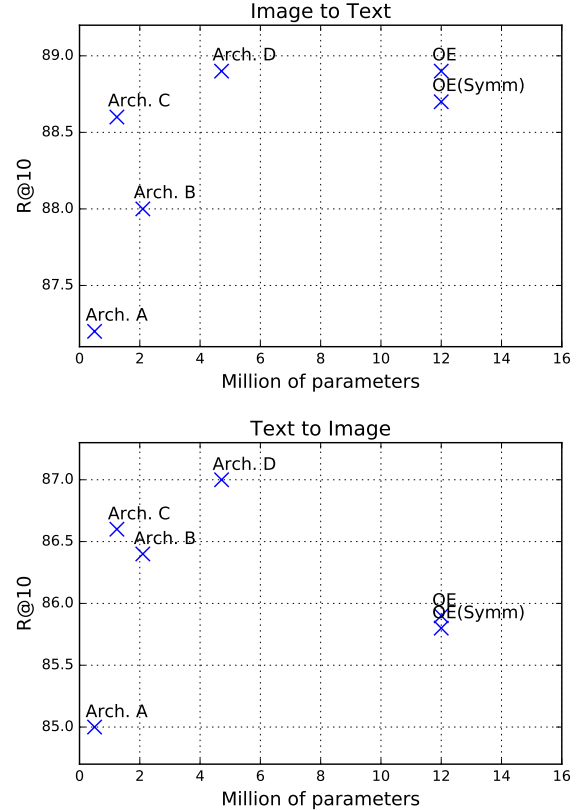 Image to Text
89.0
88.5
88.0
87.5
R@10
Arch. D
OE
OE(Symm)
Arch. C
Arch. B
Arch. A
0 2 4 6 8 10 12 14 16
Million of parameters
Text to Image
87.0
86.5
86.0
85.5
85.0
R@10
Arch. D
Arch. C
Arch. B
OE
OE(Symm)
Arch. A
0 2 4 6 8 10 12 14 16
Million of parameters